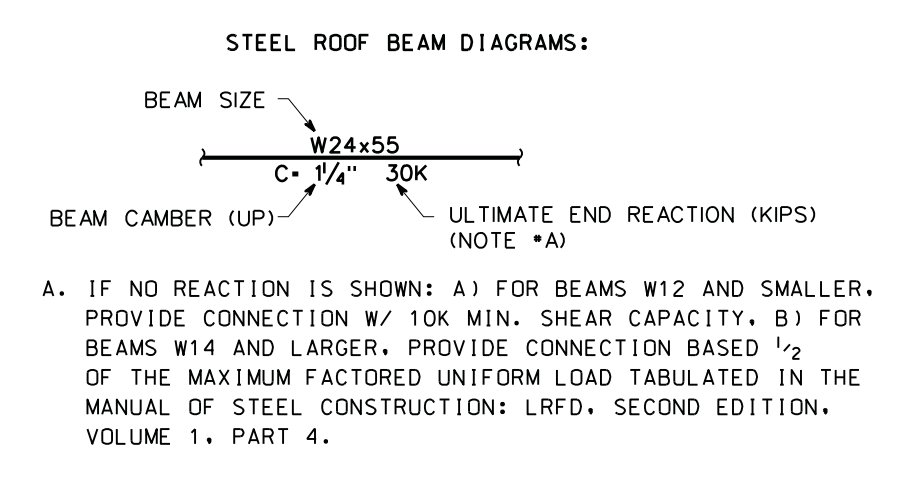 STEEL ROOF BEAM DIAGRAMS:
BEAM SIZE
W24x55
C= 1 1/4" 30K
BEAM CAMBER (UP)
ULTIMATE END REACTION (KIPS)
(NOTE #A)
A. IF NO REACTION IS SHOWN: A) FOR BEAMS W12 AND SMALLER,
PROVIDE CONNECTION W/ 10K MIN. SHEAR CAPACITY, B) FOR
BEAMS W14 AND LARGER, PROVIDE CONNECTION BASED 1/2
OF THE MAXIMUM FACTORED UNIFORM LOAD TABULATED IN THE
MANUAL OF STEEL CONSTRUCTION: LRFD, SECOND EDITION,
VOLUME 1, PART 4.